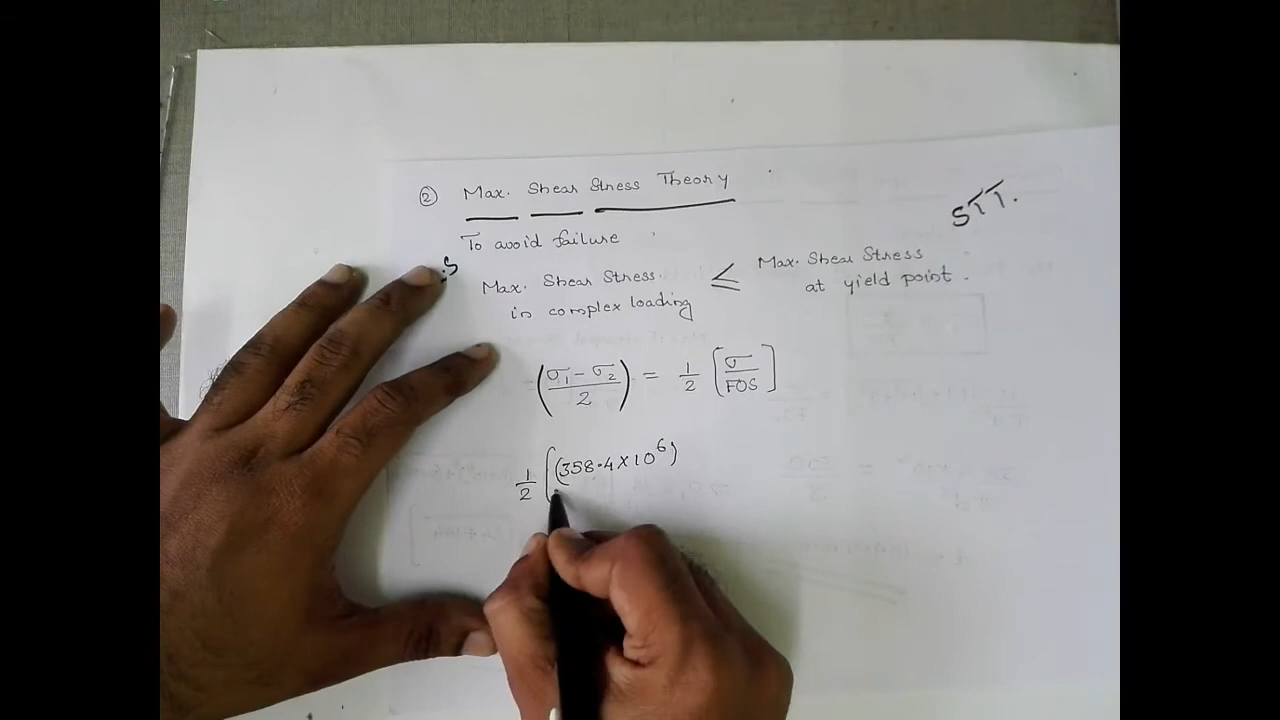 ② Max. Shear Stress Theory
STT.
To avoid failure
Max. Shear Stress. ≤ Max. Shear Stress
in complex loading at yield point.
(σ1 - σ2 / 2) = 1/2 [σ / FOS]
1/2 [(358.4 × 10^6)